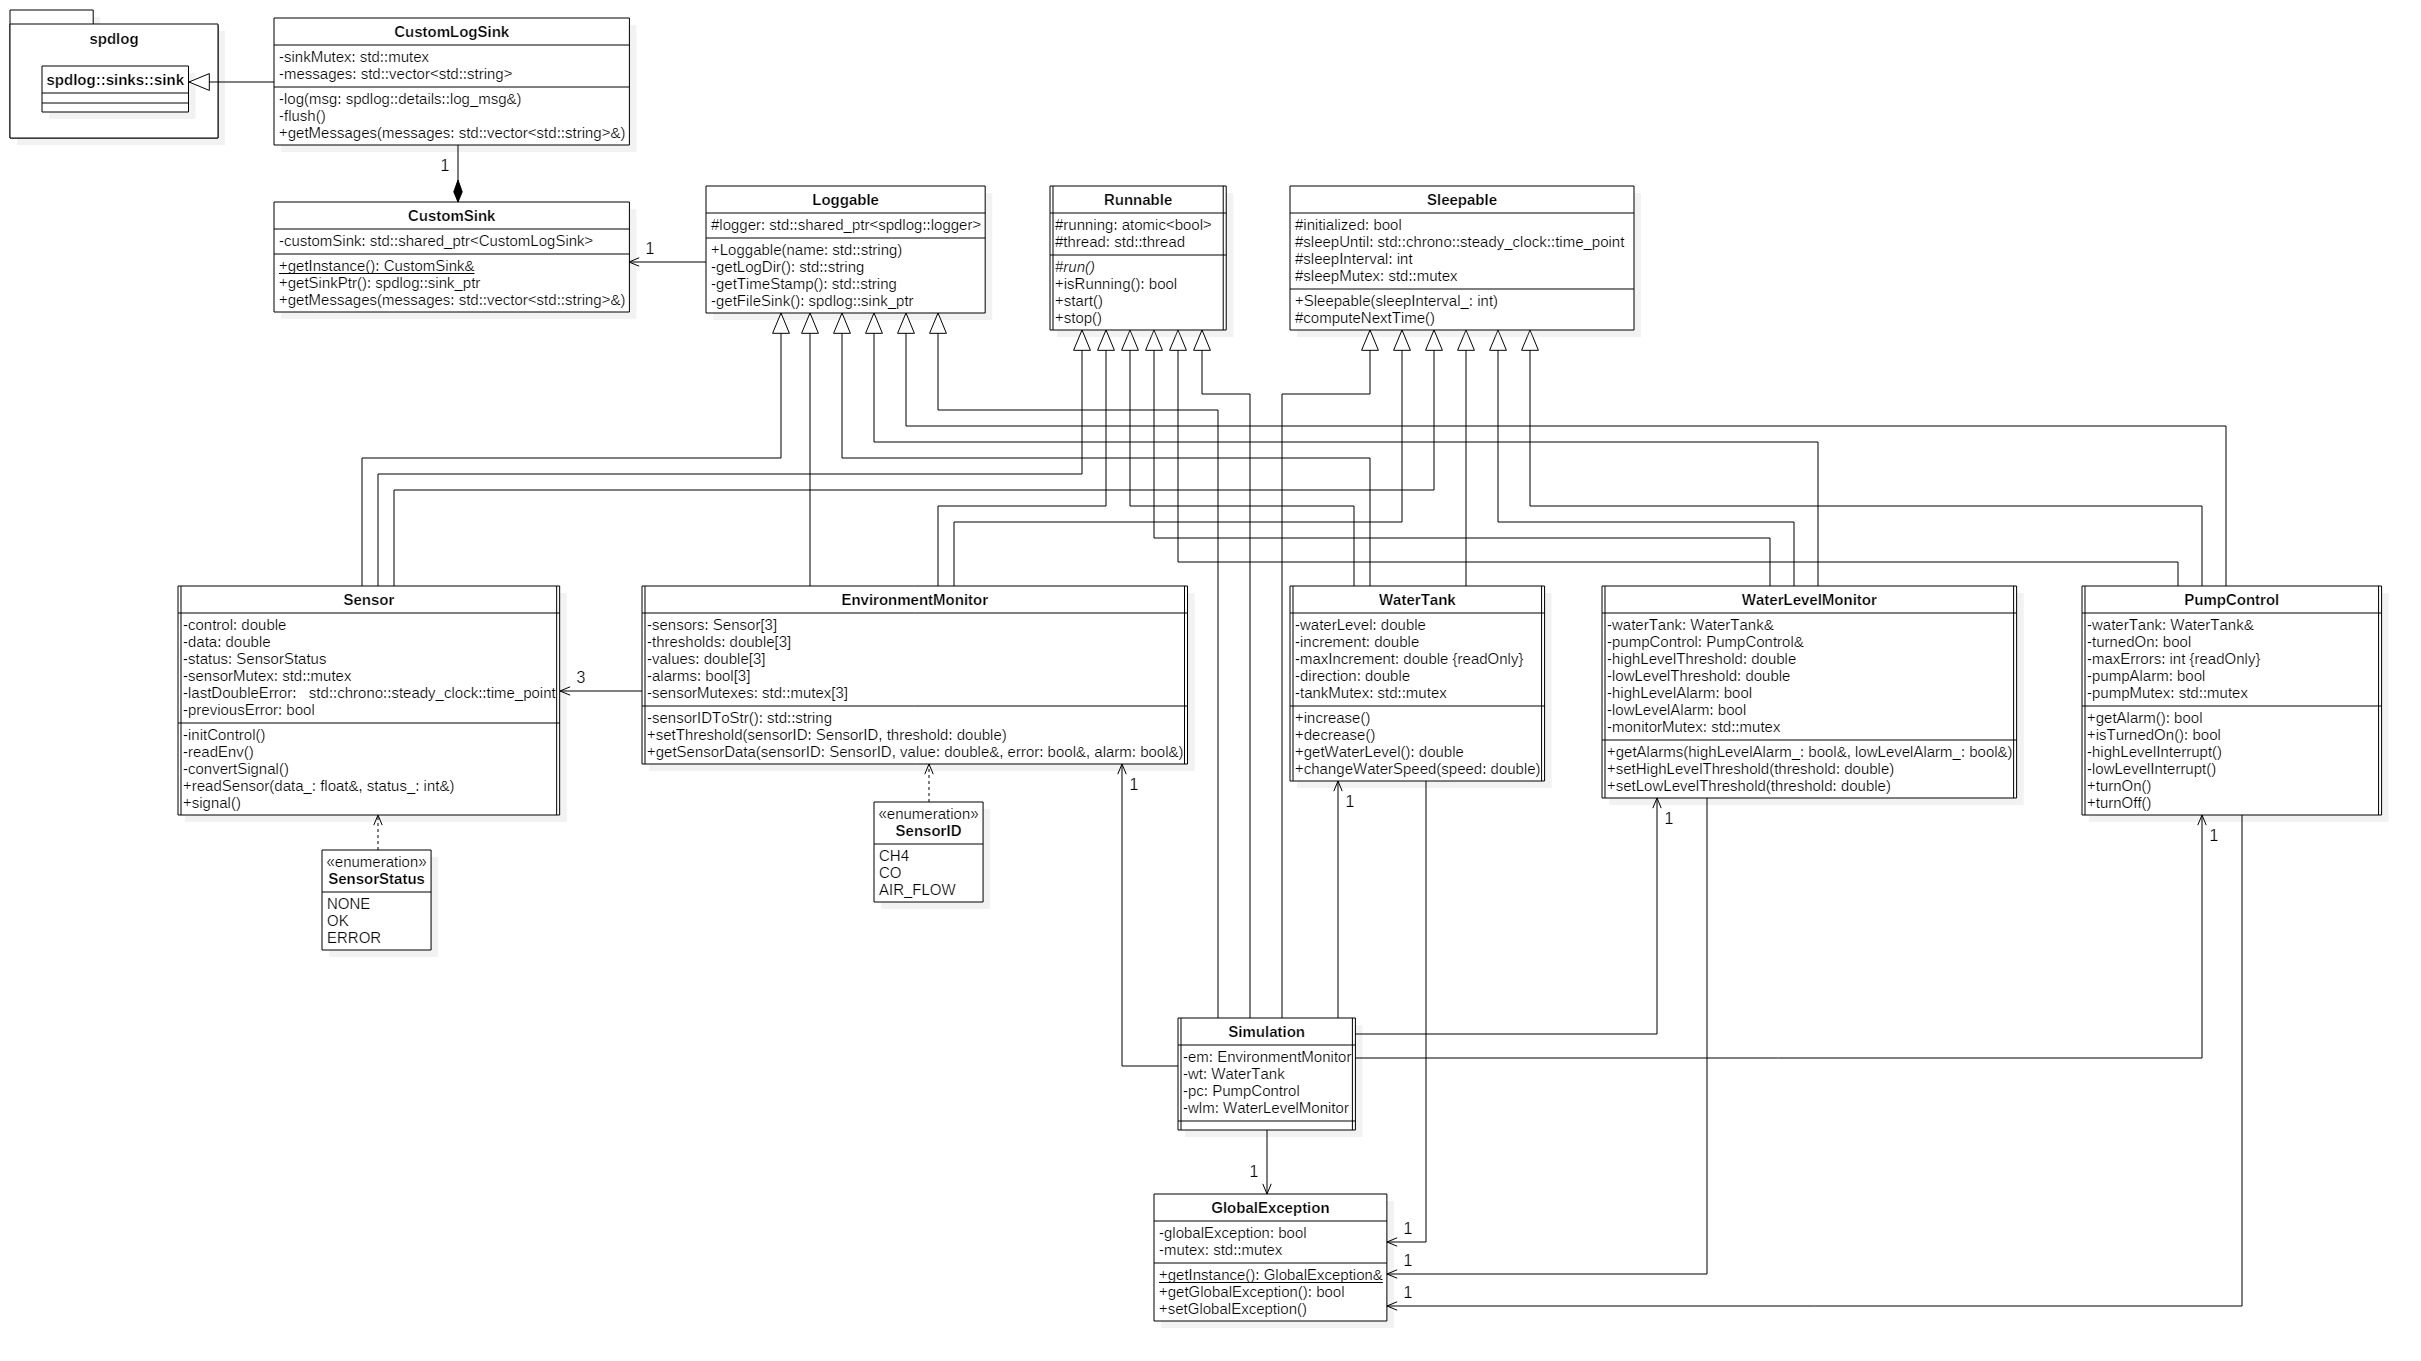 spdlog
spdlog::sinks::sink
CustomLogSink
-sinkMutex: std::mutex
-messages: std::vector<std::string>
-log(msg: spdlog::details::log_msg&)
-flush()
+getMessages(messages: std::vector<std::string>&)
1
CustomSink
-customSink: std::shared_ptr<CustomLogSink>
+getInstance(): CustomSink&
+getSinkPtr(): spdlog::sink_ptr
+getMessages(messages: std::vector<std::string>&)
1
Loggable
#logger: std::shared_ptr<spdlog::logger>
+Loggable(name: std::string)
-getLogDir(): std::string
-getTimeStamp(): std::string
-getFileSink(): spdlog::sink_ptr
Runnable
#running: atomic<bool>
#thread: std::thread
#run()
+isRunning(): bool
+start()
+stop()
Sleepable
#initialized: bool
#sleepUntil: std::chrono::steady_clock::time_point
#sleepInterval: int
#sleepMutex: std::mutex
+Sleepable(sleepInterval_: int)
#computeNextTime()
Sensor
-control: double
-data: double
-status: SensorStatus
-sensorMutex: std::mutex
-lastDoubleError:   std::chrono::steady_clock::time_point
-previousError: bool
-initControl()
-readEnv()
-convertSignal()
+readSensor(data_: float&, status_: int&)
+signal()
3
EnvironmentMonitor
-sensors: Sensor[3]
-thresholds: double[3]
-values: double[3]
-alarms: bool[3]
-sensorMutexes: std::mutex[3]
-sensorIDToStr(): std::string
+setThreshold(sensorID: SensorID, threshold: double)
+getSensorData(sensorID: SensorID, value: double&, error: bool&, alarm: bool&)
1
WaterTank
-waterLevel: double
-increment: double
-maxIncrement: double {readOnly}
-direction: double
-tankMutex: std::mutex
+increase()
+decrease()
+getWaterLevel(): double
+changeWaterSpeed(speed: double)
1
WaterLevelMonitor
-waterTank: WaterTank&
-pumpControl: PumpControl&
-highLevelThreshold: double
-lowLevelThreshold: double
-highLevelAlarm: bool
-lowLevelAlarm: bool
-monitorMutex: std::mutex
+getAlarms(highLevelAlarm_: bool&, lowLevelAlarm_: bool&)
+setHighLevelThreshold(threshold: double)
+setLowLevelThreshold(threshold: double)
1
PumpControl
-waterTank: WaterTank&
-turnedOn: bool
-maxErrors: int {readOnly}
-pumpAlarm: bool
-pumpMutex: std::mutex
+getAlarm(): bool
+isTurnedOn(): bool
-highLevelInterrupt()
-lowLevelInterrupt()
+turnOn()
+turnOff()
1
«enumeration»
SensorStatus
NONE
OK
ERROR
«enumeration»
SensorID
CH4
CO
AIR_FLOW
Simulation
-em: EnvironmentMonitor
-wt: WaterTank
-pc: PumpControl
-wlm: WaterLevelMonitor
1
GlobalException
-globalException: bool
-mutex: std::mutex
+getInstance(): GlobalException&
+getGlobalException(): bool
+setGlobalException()
1
1
1